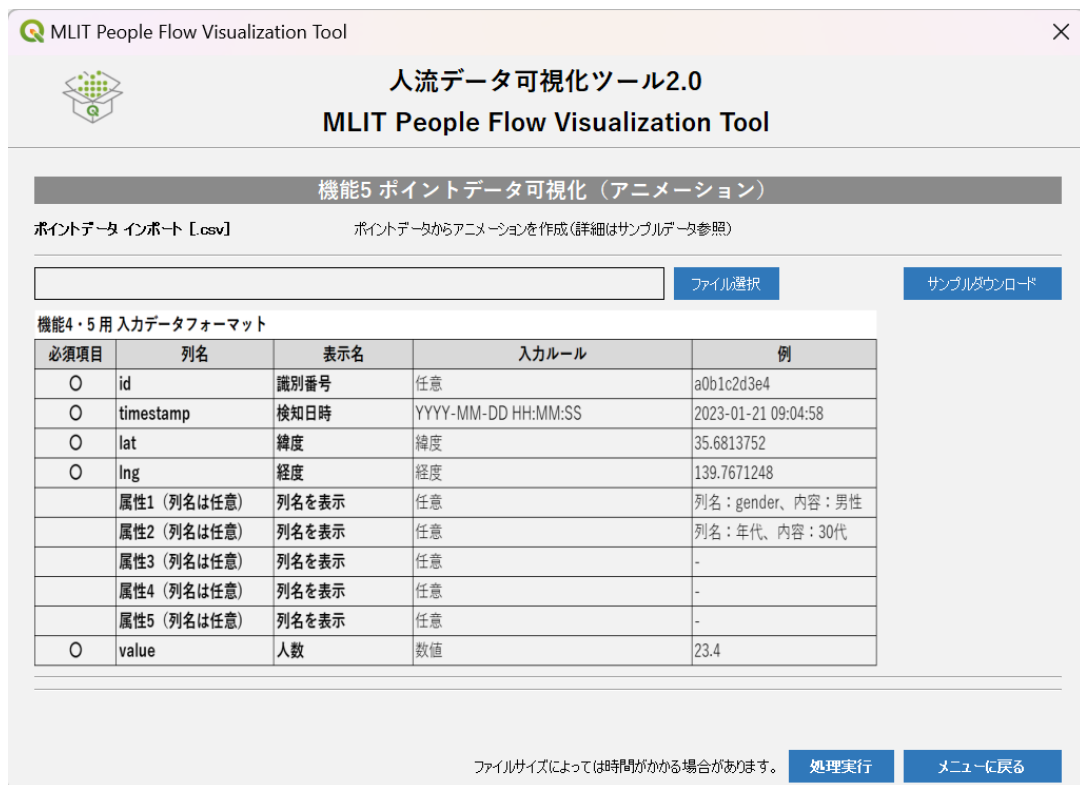 MLIT People Flow Visualization Tool
人流データ可視化ツール2.0
MLIT People Flow Visualization Tool
機能5 ポイントデータ可視化（アニメーション）
ポイントデータ インポート [.csv] ポイントデータからアニメーションを作成(詳細はサンプルデータ参照)
ファイル選択 サンプルダウンロード
機能4・5 用 入力データフォーマット
必須項目 列名 表示名 入力ルール 例
○ id 識別番号 任意 a0b1c2d3e4
○ timestamp 検知日時 YYYY-MM-DD HH:MM:SS 2023-01-21 09:04:58
○ lat 緯度 緯度 35.6813752
○ lng 経度 経度 139.7671248
属性1（列名は任意） 列名を表示 任意 列名：gender、内容：男性
属性2（列名は任意） 列名を表示 任意 列名：年代、内容：30代
属性3（列名は任意） 列名を表示 任意 -
属性4（列名は任意） 列名を表示 任意 -
属性5（列名は任意） 列名を表示 任意 -
○ value 人数 数値 23.4
ファイルサイズによっては時間がかかる場合があります。 処理実行 メニューに戻る